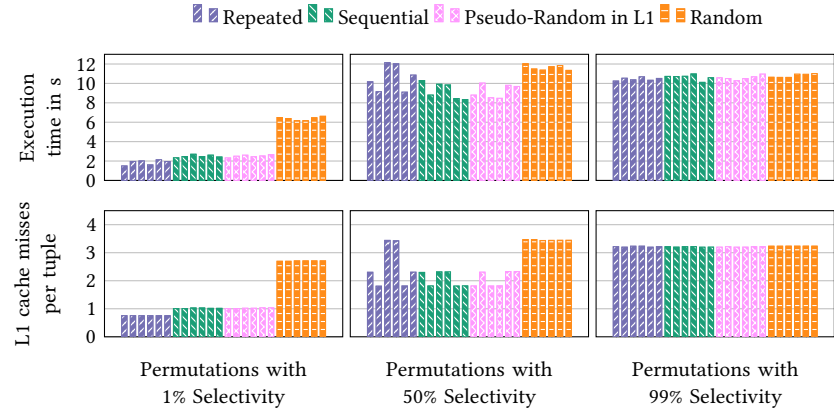 Repeated Sequential Pseudo-Random in L1 Random
Execution
time in s
12
10
8
6
4
2
0
L1 cache misses
per tuple
4
3
2
1
0
Permutations with
1% Selectivity
Permutations with
50% Selectivity
Permutations with
99% Selectivity